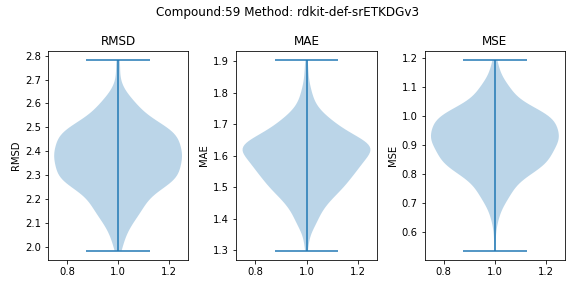 Compound:59 Method: rdkit-def-srETKDGv3
RMSD
MAE
MSE
RMSD
2.8
2.7
2.6
2.5
2.4
2.3
2.2
2.1
2.0
0.8 1.0 1.2
MAE
1.9
1.8
1.7
1.6
1.5
1.4
1.3
0.8 1.0 1.2
MSE
1.2
1.1
1.0
0.9
0.8
0.7
0.6
0.8 1.0 1.2